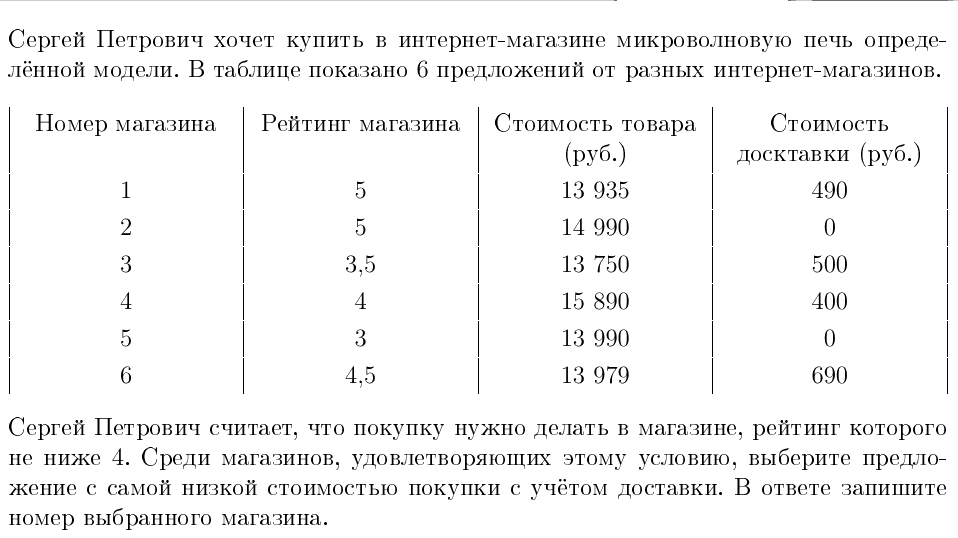 Сергей Петрович хочет купить в интернет-магазине микроволновую печь опреде-
лённой модели. В таблице показано 6 предложений от разных интернет-магазинов.
Номер магазина Рейтинг магазина Стоимость товара Стоимость
(руб.) досктавки (руб.)
1 5 13 935 490
2 5 14 990 0
3 3,5 13 750 500
4 4 15 890 400
5 3 13 990 0
6 4,5 13 979 690
Сергей Петрович считает, что покупку нужно делать в магазине, рейтинг которого
не ниже 4. Среди магазинов, удовлетворяющих этому условию, выберите предло-
жение с самой низкой стоимостью покупки с учётом доставки. В ответе запишите
номер выбранного магазина.